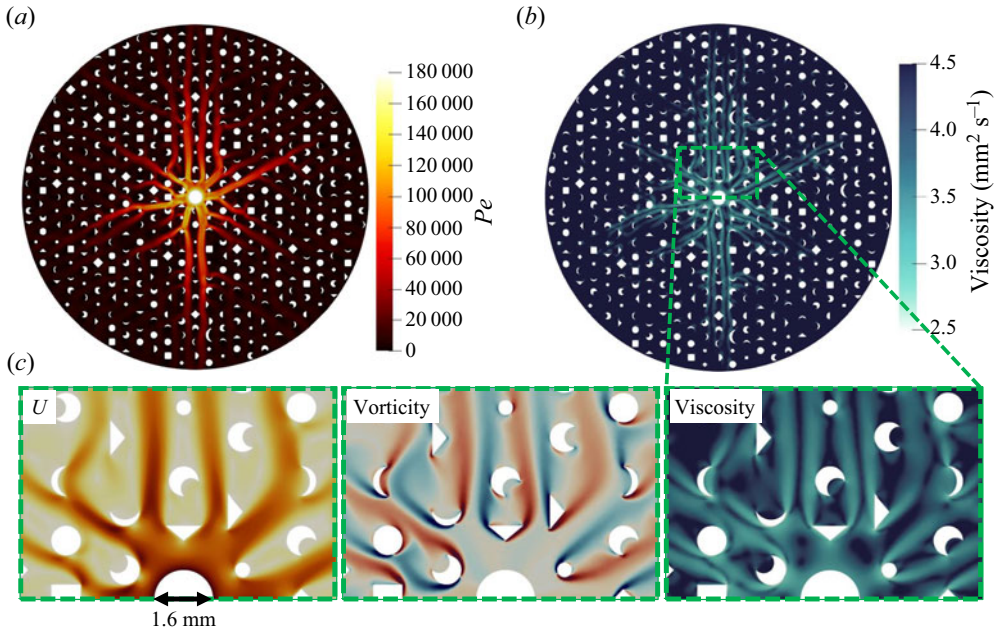 (a)
(b)
180 000
160 000
140 000
120 000
100 000
80 000
60 000
40 000
20 000
0
Pe
4.5
4.0
3.5
3.0
2.5
Viscosity (mm² s⁻¹)
(c)
U
Vorticity
Viscosity
1.6 mm